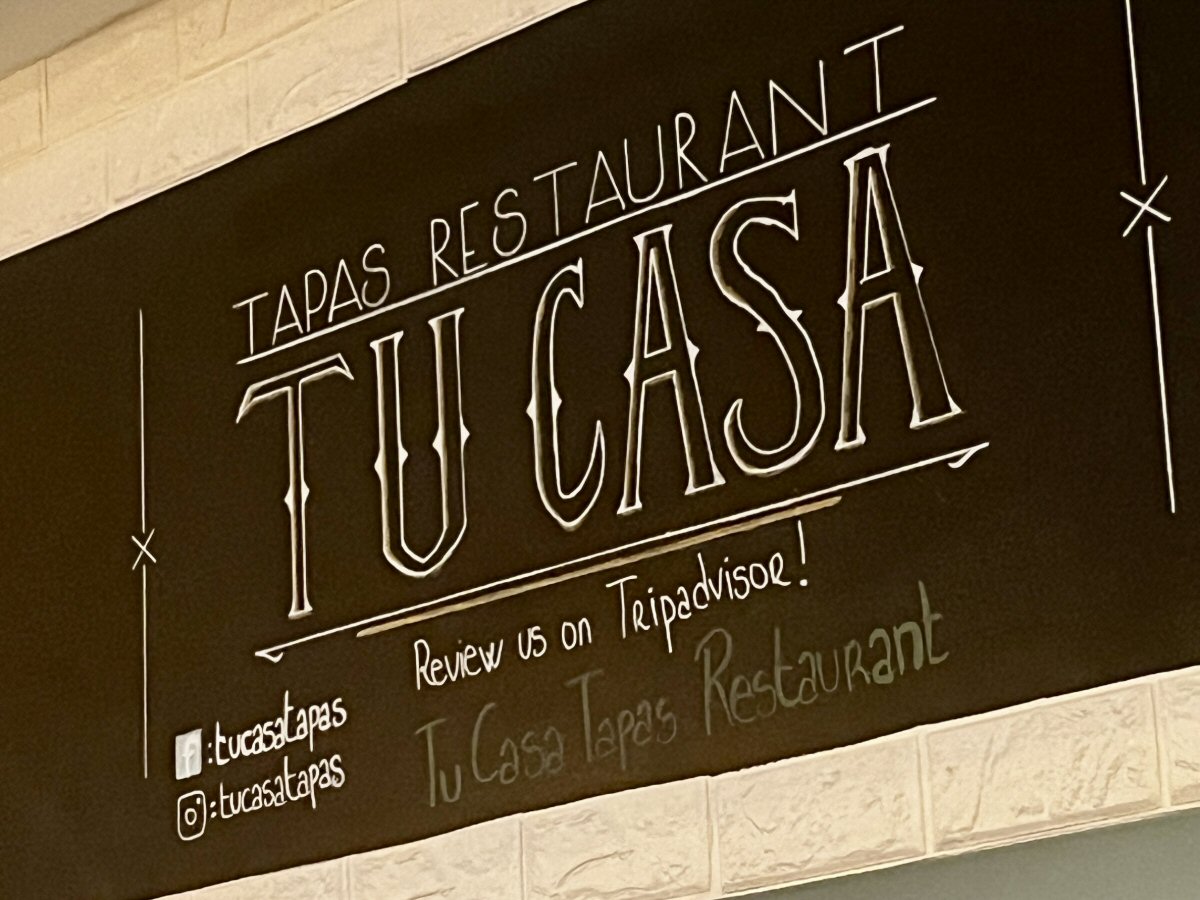 TAPAS RESTAURANT
TU CASA
Review us on Tripadvisor!
Tu Casa Tapas Restaurant
f :tucasatapas
:tucasatapas